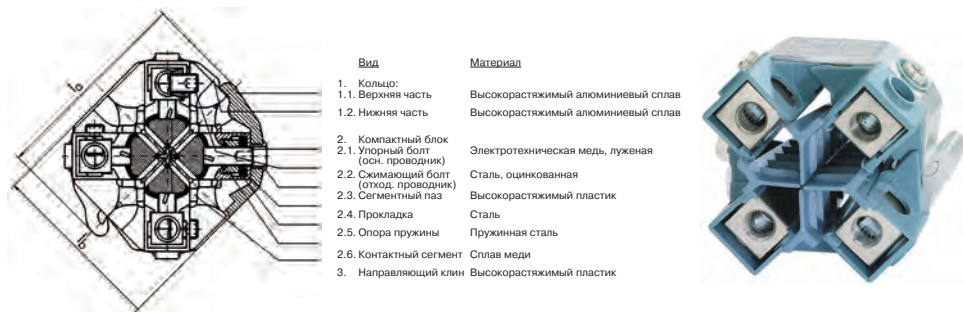 Вид Материал
1. Кольцо:
1.1. Верхняя часть Высокорастяжимый алюминиевый сплав
1.2. Нижняя часть Высокорастяжимый алюминиевый сплав
2. Компактный блок
2.1. Упорный болт Электротехническая медь, луженая
(осн. проводник)
2.2. Сжимающий болт Сталь, оцинкованная
(отход. проводник)
2.3. Сегментный паз Высокорастяжимый пластик
2.4. Прокладка Сталь
2.5. Опора пружины Пружинная сталь
2.6. Контактный сегмент Сплав меди
3. Направляющий клин Высокорастяжимый пластик